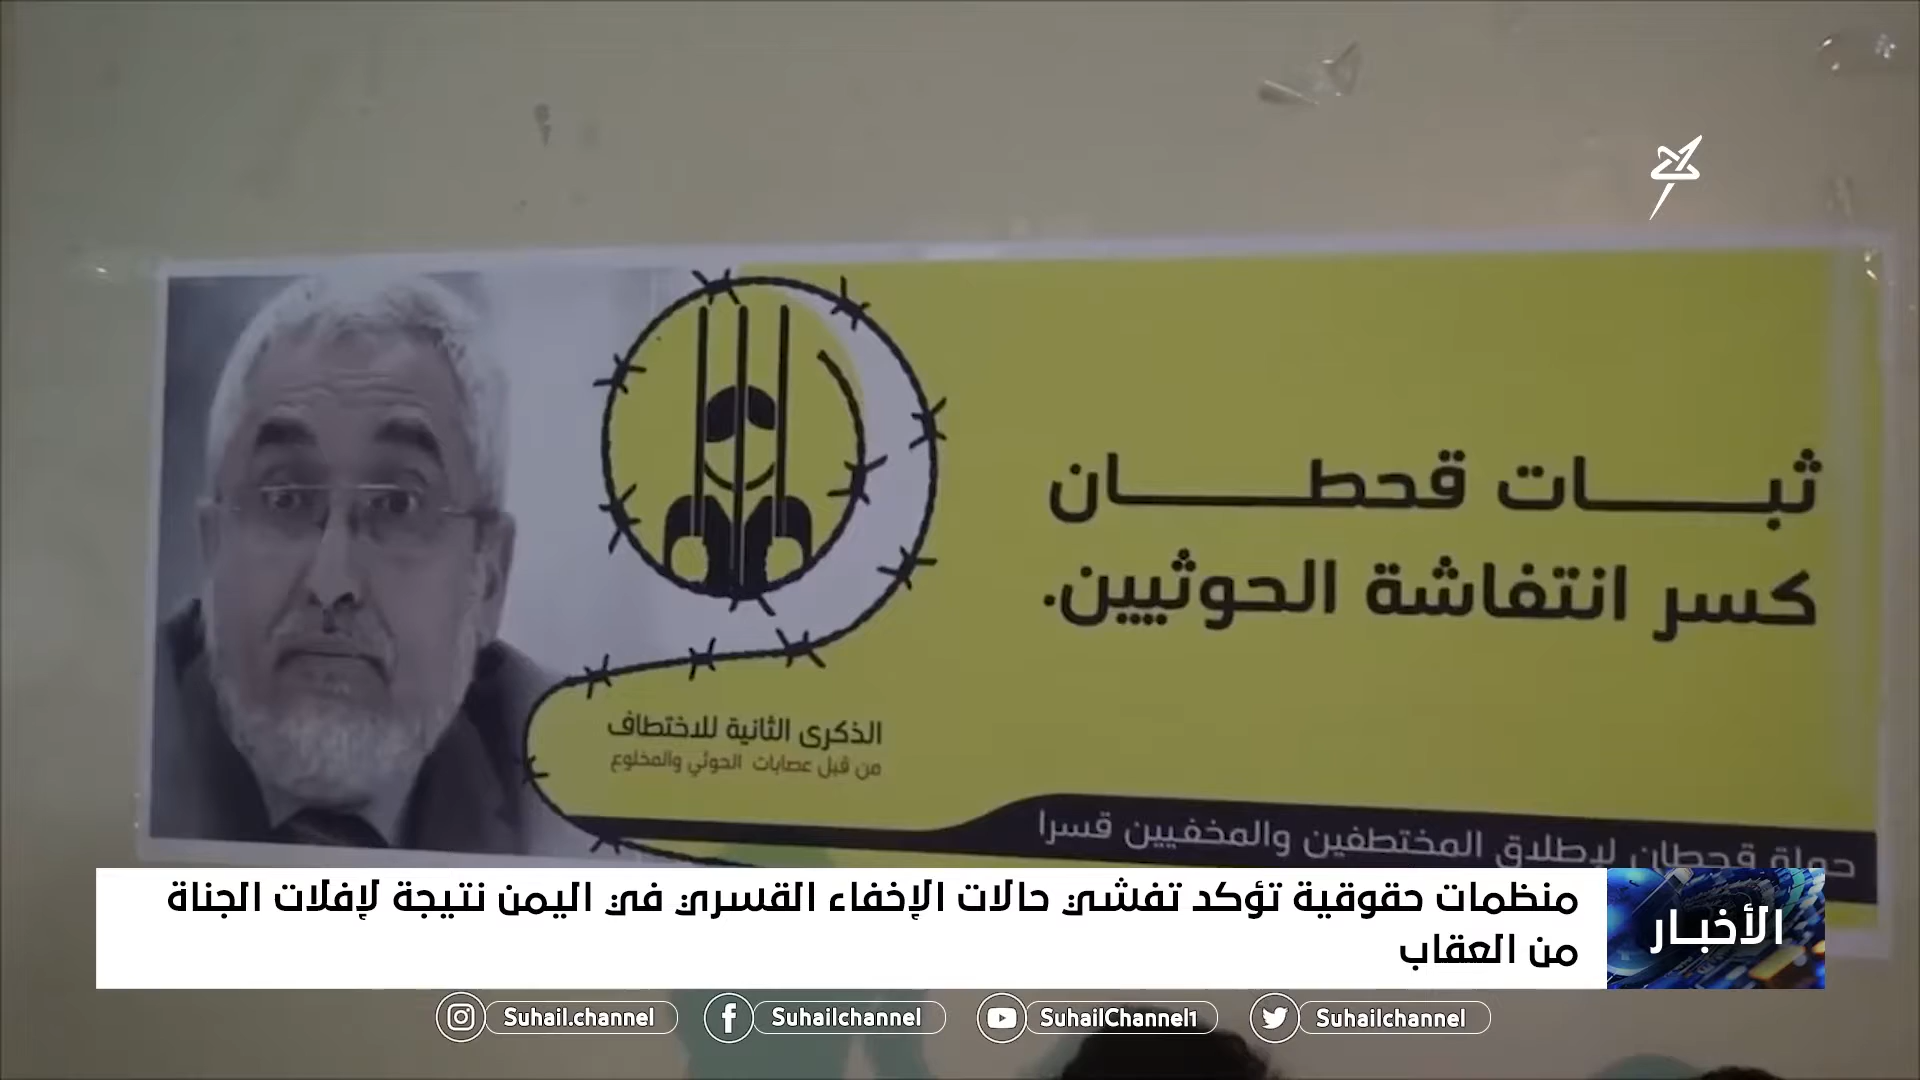 ثبات قحطان
كسر انتفاشة الحوثيين.
الذكرى الثانية للاختطاف
من قبل عصابات الحوثي والمخلوع
حملة قحطان لإطلاق المختطفين والمخفيين قسرا
الأخبار
منظمات حقوقية تؤكد تفشي حالات الإخفاء القسري في اليمن نتيجة لإفلات الجناة
من العقاب
Suhail.channel
Suhailchannel
SuhailChannel1
Suhailchannel